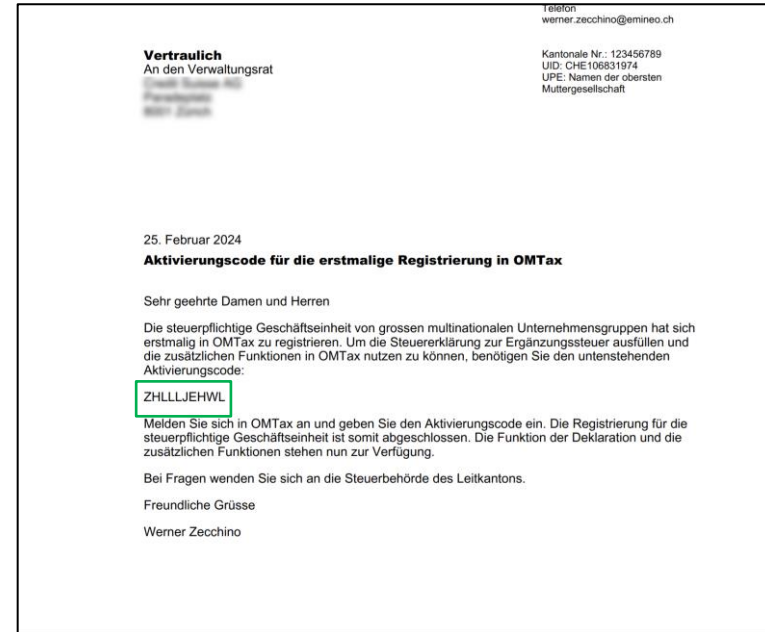 Telefon
werner.zecchino@emineo.ch
Vertraulich
An den Verwaltungsrat
Kantonale Nr.: 123456789
UID: CHE106831974
UPE: Namen der obersten
Muttergesellschaft
25. Februar 2024
Aktivierungscode für die erstmalige Registrierung in OMTax
Sehr geehrte Damen und Herren
Die steuerpflichtige Geschäftseinheit von grossen multinationalen Unternehmensgruppen hat sich
erstmalig in OMTax zu registrieren. Um die Steuererklärung zur Ergänzungssteuer ausfüllen und
die zusätzlichen Funktionen in OMTax nutzen zu können, benötigen Sie den untenstehenden
Aktivierungscode:
ZHLLLJEHWL
Melden Sie sich in OMTax an und geben Sie den Aktivierungscode ein. Die Registrierung für die
steuerpflichtige Geschäftseinheit ist somit abgeschlossen. Die Funktion der Deklaration und die
zusätzlichen Funktionen stehen nun zur Verfügung.
Bei Fragen wenden Sie sich an die Steuerbehörde des Leitkantons.
Freundliche Grüsse
Werner Zecchino